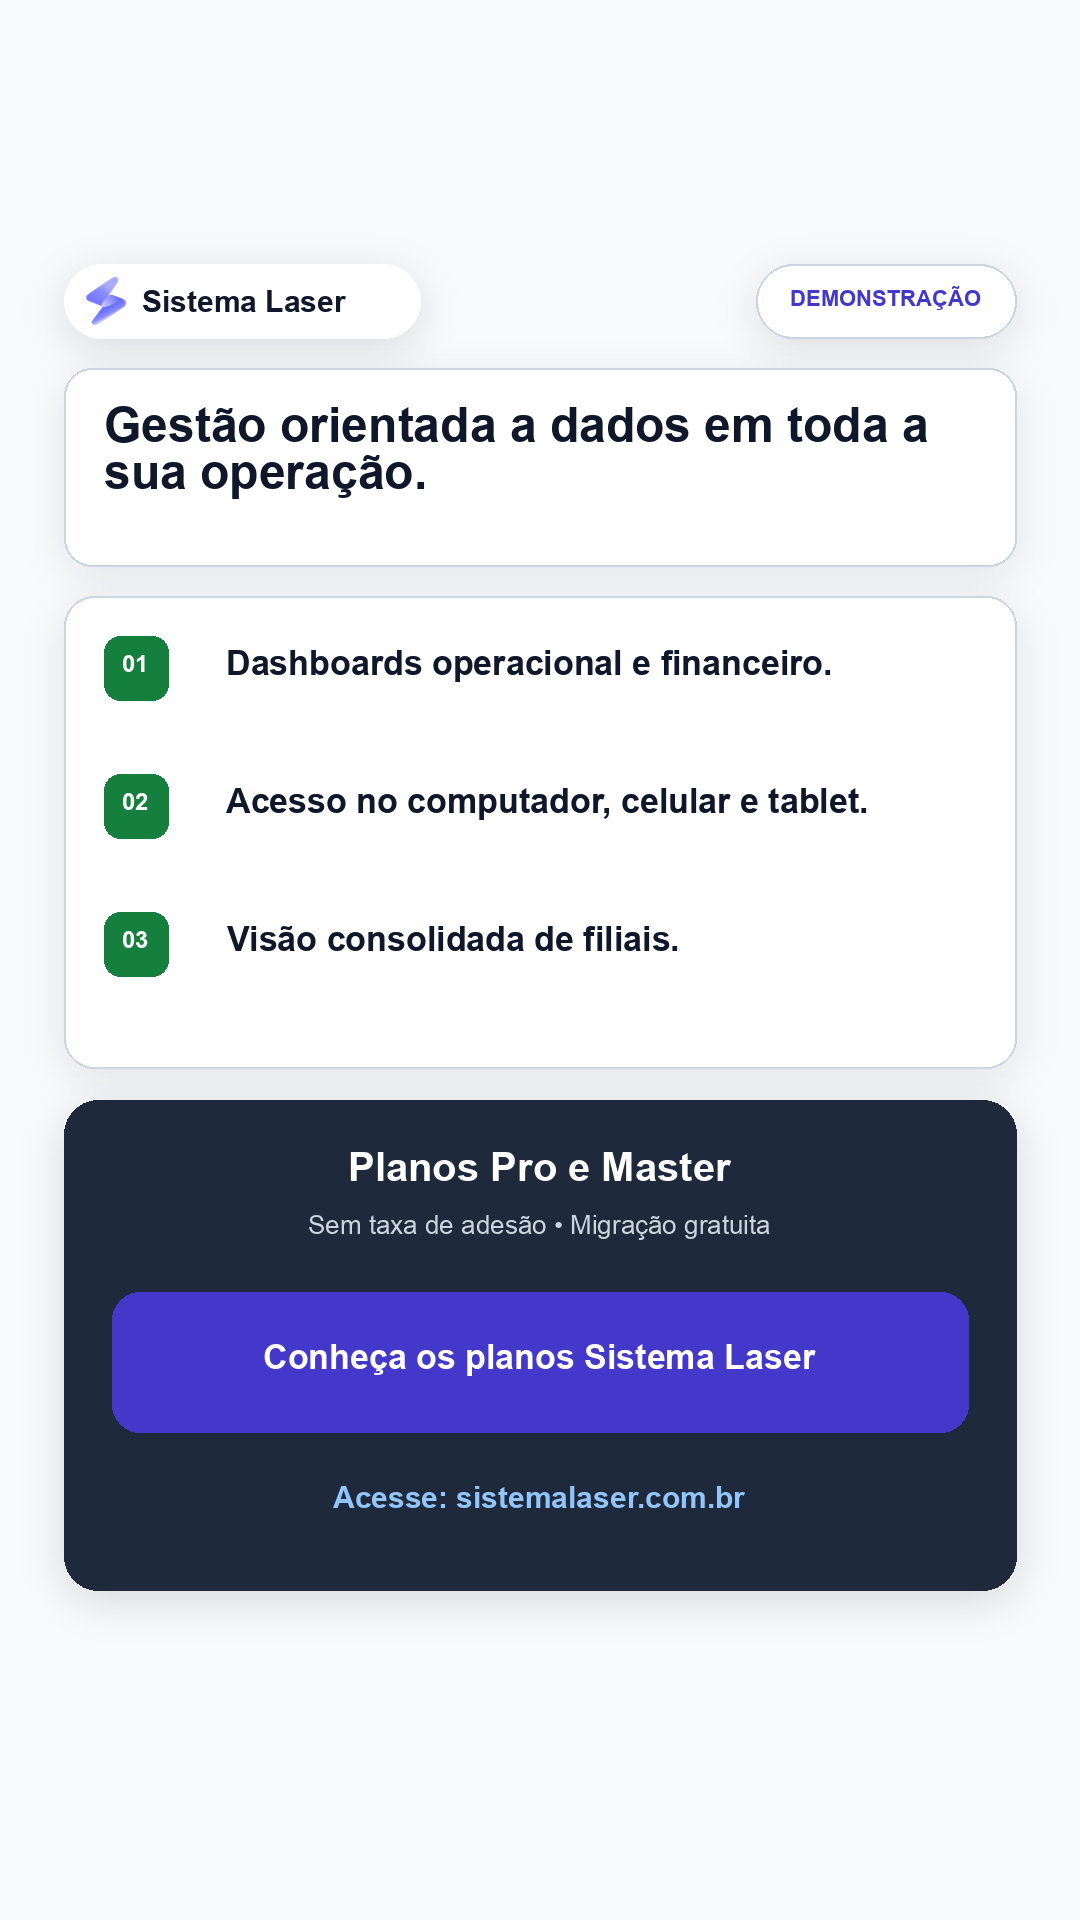 Sistema Laser
DEMONSTRAÇÃO
Gestão orientada a dados em toda a
sua operação.
01
Dashboards operacional e financeiro.
02
Acesso no computador, celular e tablet.
03
Visão consolidada de filiais.
Planos Pro e Master
Sem taxa de adesão • Migração gratuita
Conheça os planos Sistema Laser
Acesse: sistemalaser.com.br